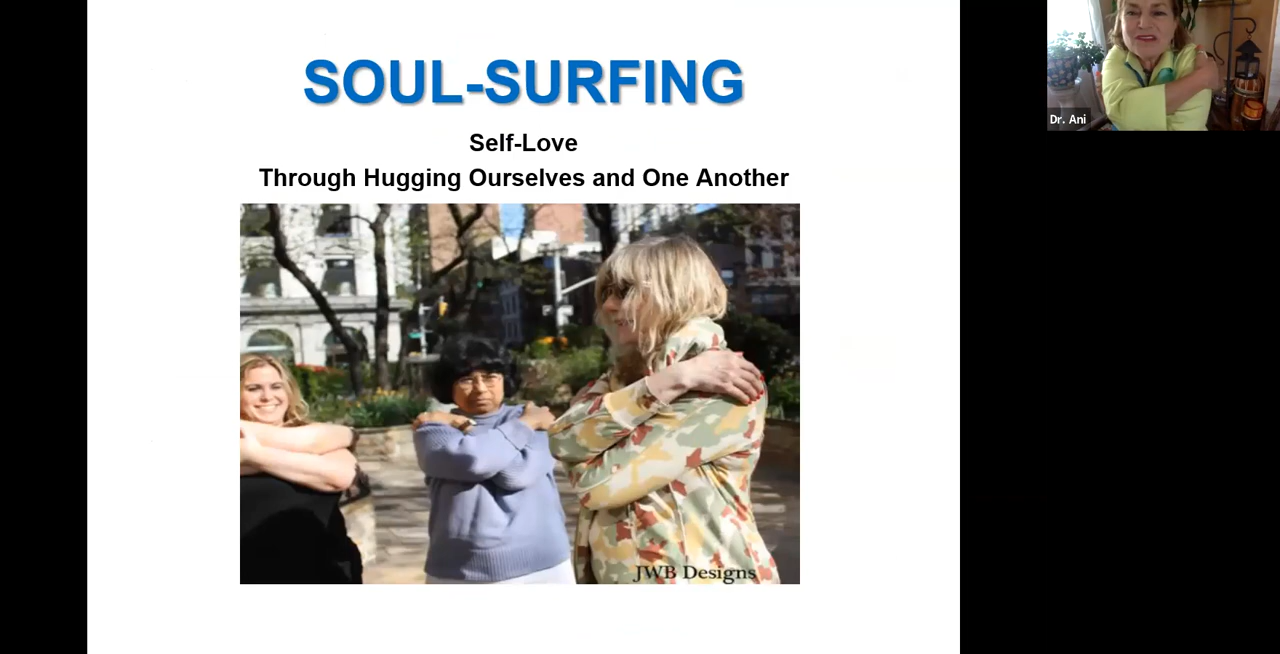 SOUL-SURFING
Self-Love
Through Hugging Ourselves and One Another
JWB Designs
Dr. Ani